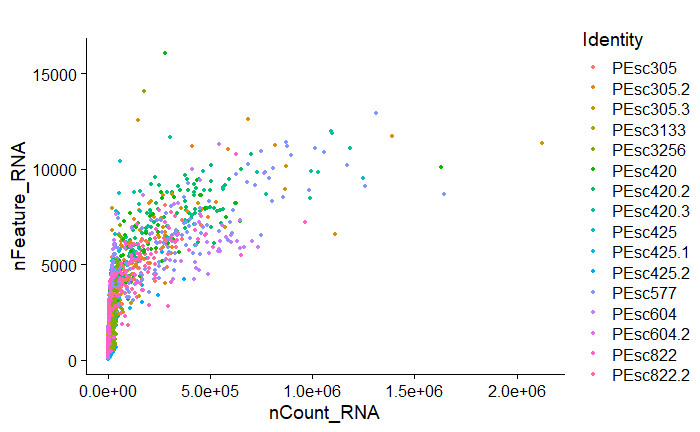 Identity
PEsc305
PEsc305.2
PEsc305.3
PEsc3133
PEsc3256
PEsc420
PEsc420.2
PEsc420.3
PEsc425
PEsc425.1
PEsc425.2
PEsc577
PEsc604
PEsc604.2
PEsc822
PEsc822.2
nFeature_RNA
15000
10000
5000
0
0.0e+00 5.0e+05 1.0e+06 1.5e+06 2.0e+06
nCount_RNA